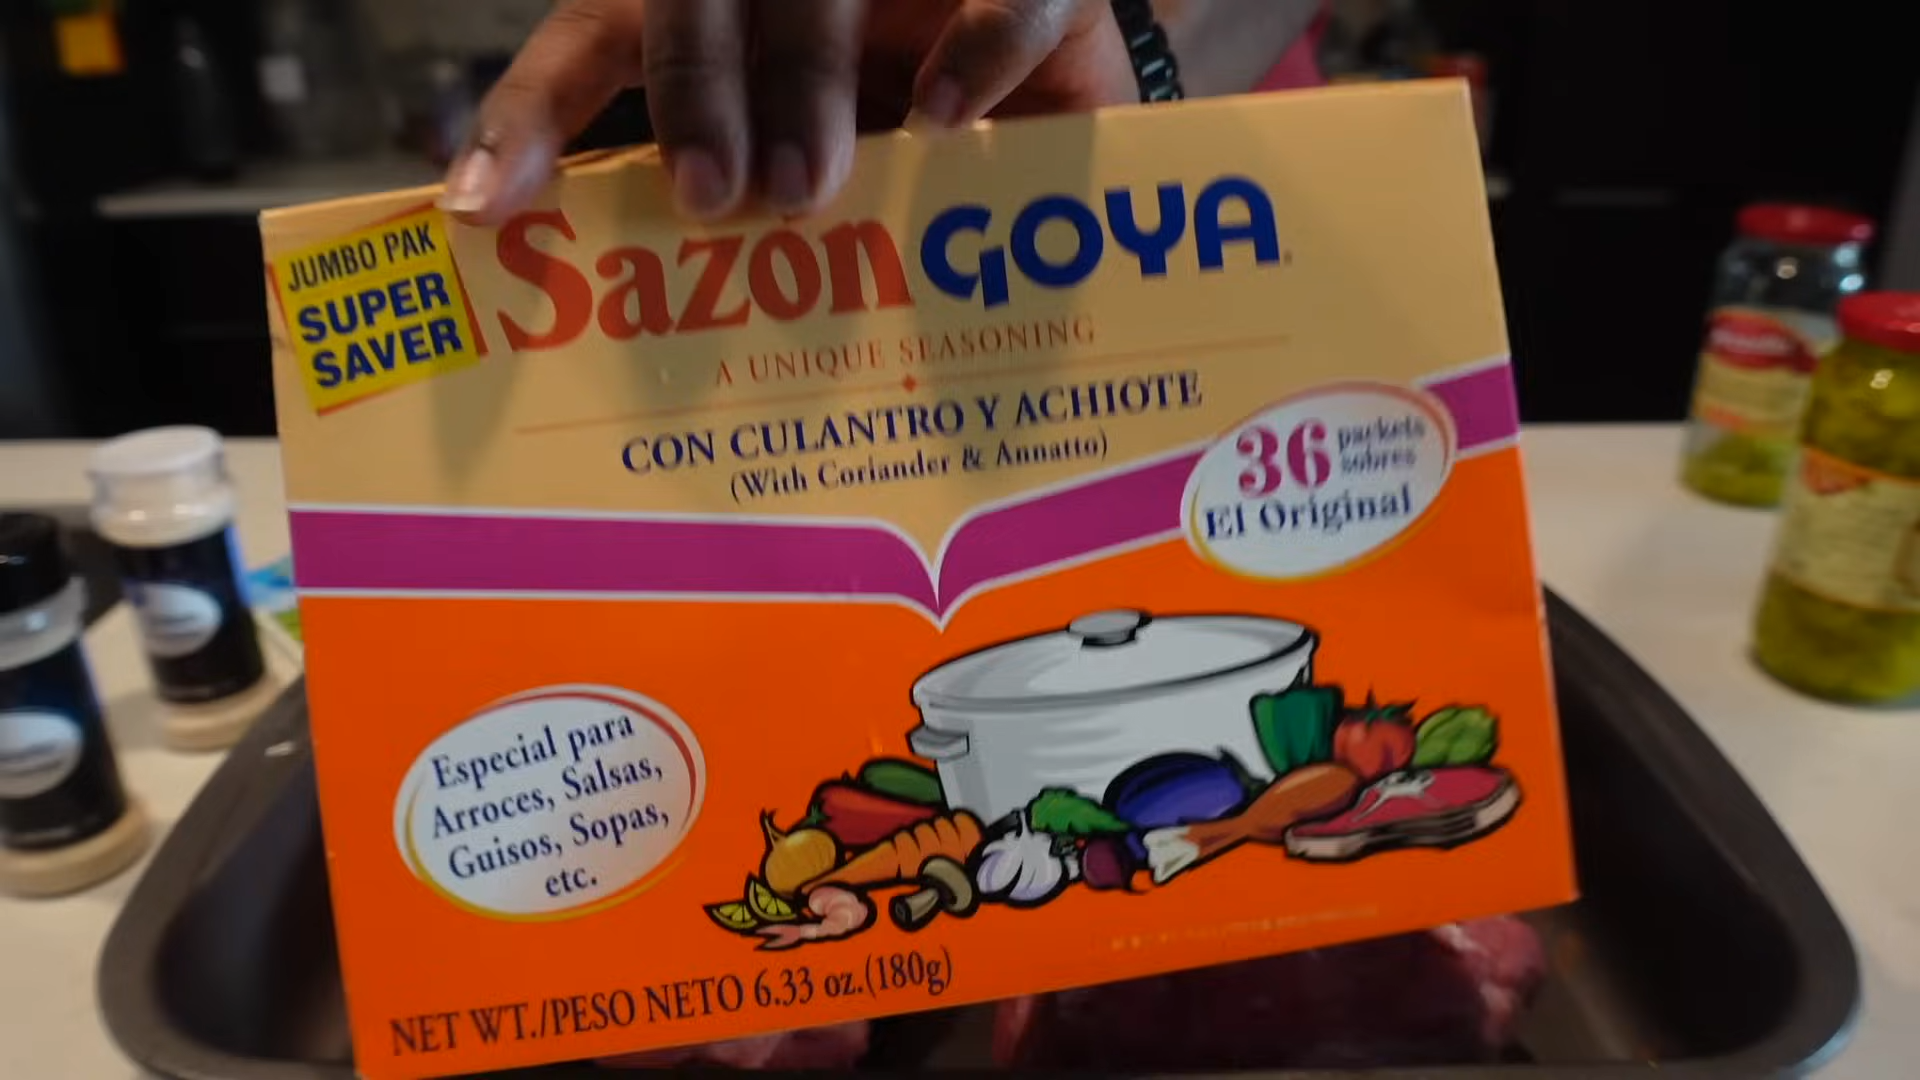 JUMBO PAK
SUPER
SAVER
Sazón GOYA
A UNIQUE SEASONING
CON CULANTRO Y ACHIOTE
(With Coriander & Annatto)
36 packets
sobres
El Original
Especial para
Arroces, Salsas,
Guisos, Sopas,
etc.
NET WT./PESO NETO 6.33 oz.(180g)